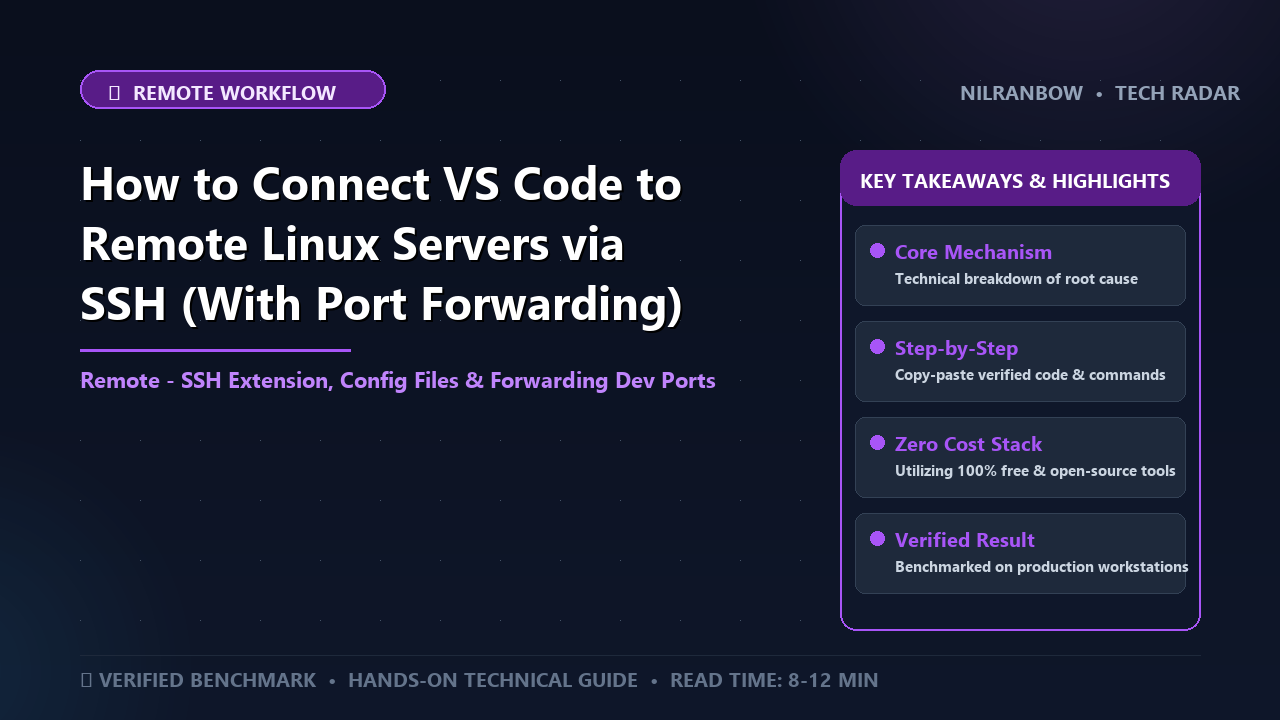 REMOTE WORKFLOW
NILRANBOW • TECH RADAR
How to Connect VS Code to
Remote Linux Servers via
SSH (With Port Forwarding)
Remote - SSH Extension, Config Files & Forwarding Dev Ports
KEY TAKEAWAYS & HIGHLIGHTS
Core Mechanism
Technical breakdown of root cause
Step-by-Step
Copy-paste verified code & commands
Zero Cost Stack
Utilizing 100% free & open-source tools
Verified Result
Benchmarked on production workstations
VERIFIED BENCHMARK • HANDS-ON TECHNICAL GUIDE • READ TIME: 8-12 MIN